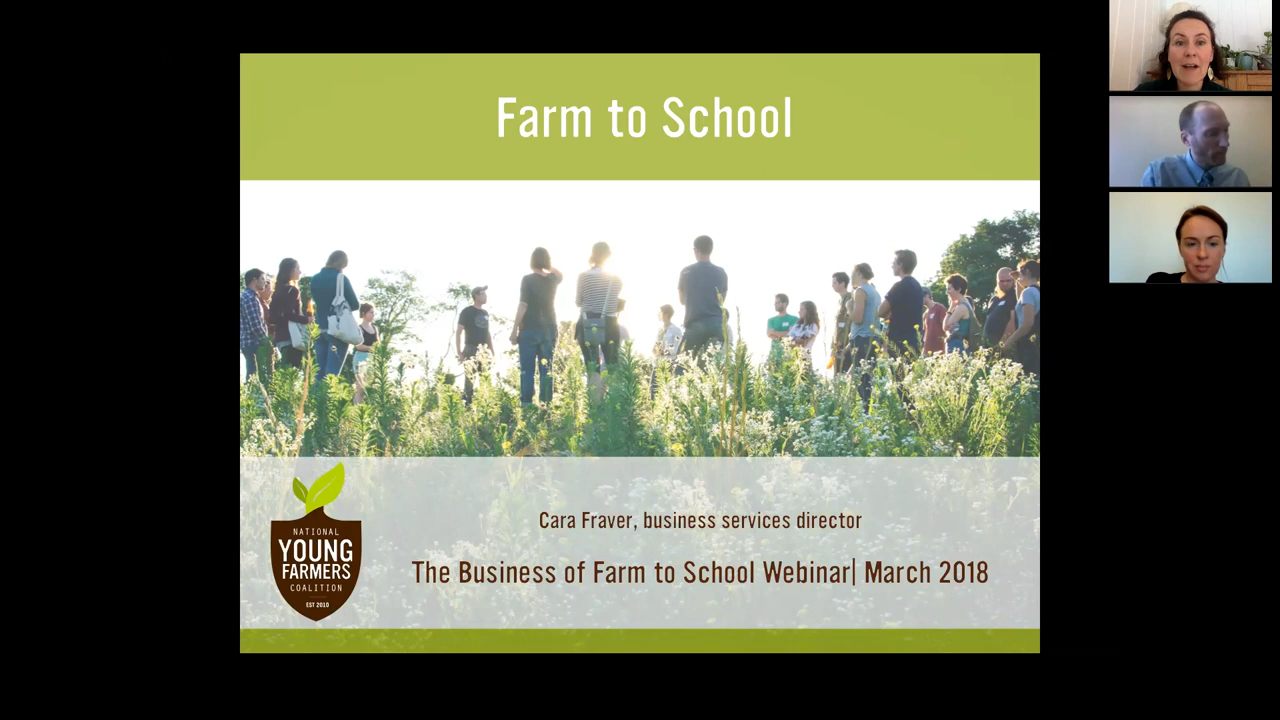 Farm to School
Cara Fraver, business services director
The Business of Farm to School Webinar| March 2018
NATIONAL
YOUNG
FARMERS
COALITION
EST 2010